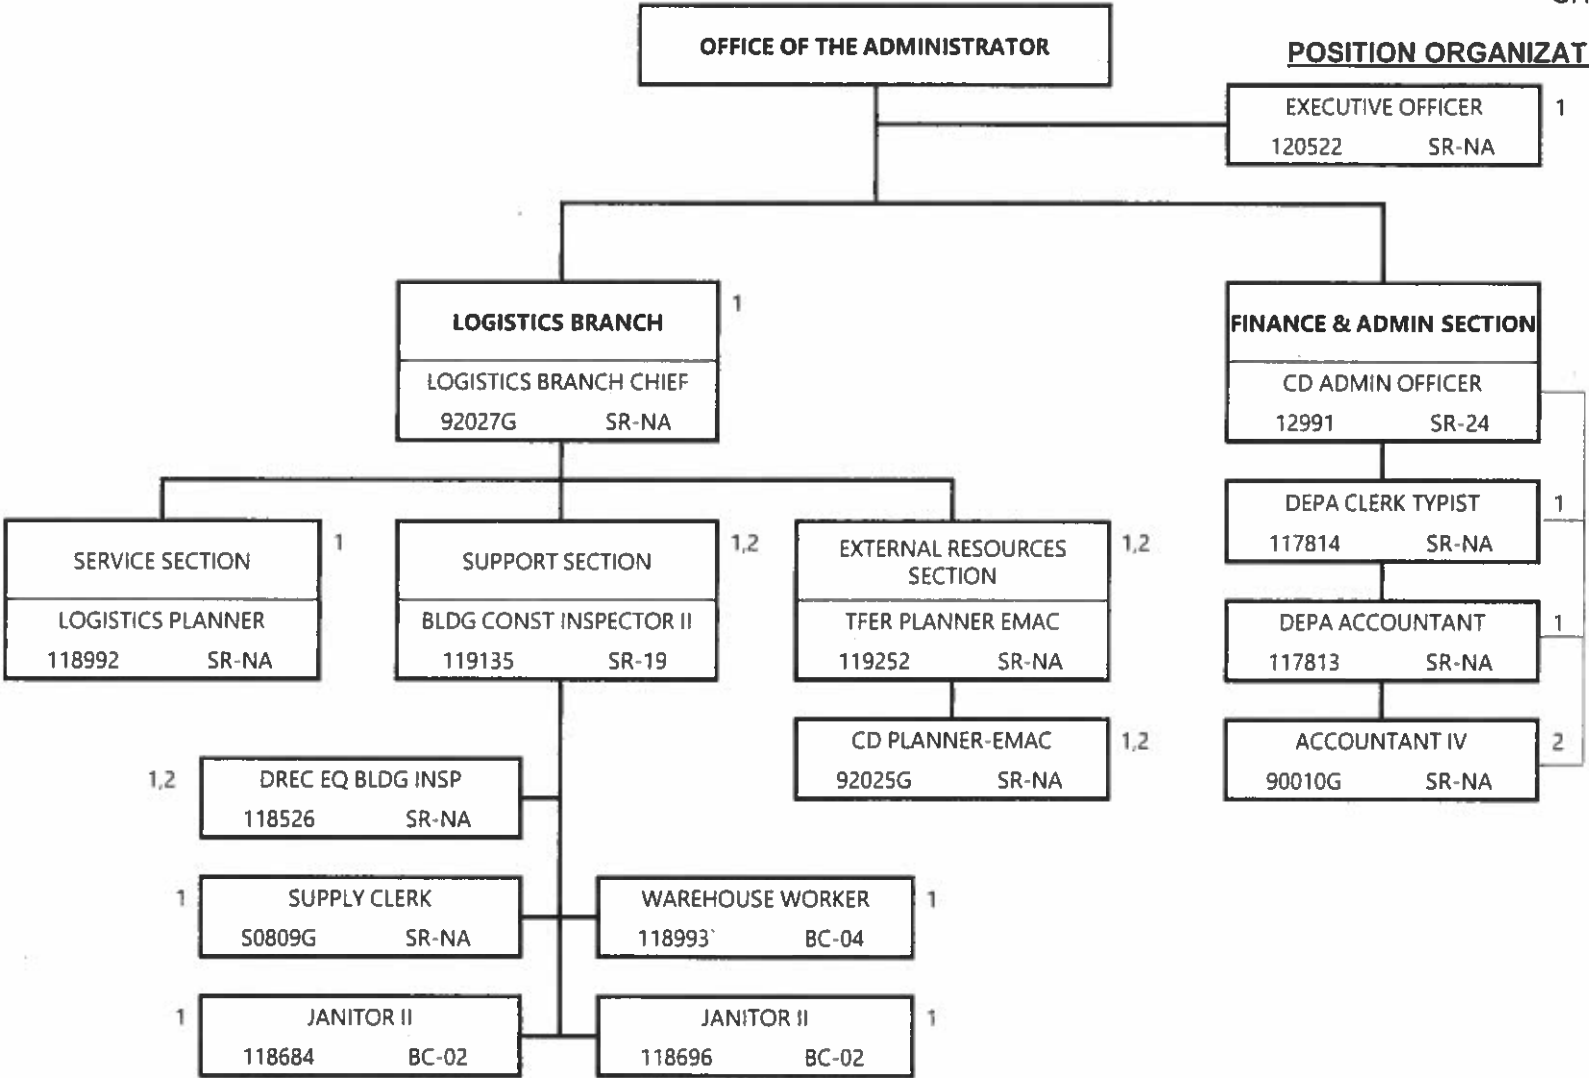 OFFICE OF THE ADMINISTRATOR
POSITION ORGANIZAT
EXECUTIVE OFFICER 1
120522 SR-NA
LOGISTICS BRANCH 1
LOGISTICS BRANCH CHIEF
92027G SR-NA
FINANCE & ADMIN SECTION
CD ADMIN OFFICER
12991 SR-24
DEPA CLERK TYPIST 1
117814 SR-NA
DEPA ACCOUNTANT 1
117813 SR-NA
ACCOUNTANT IV 2
90010G SR-NA
SERVICE SECTION 1
LOGISTICS PLANNER
118992 SR-NA
SUPPORT SECTION 1,2
BLDG CONST INSPECTOR II
119135 SR-19
EXTERNAL RESOURCES 1,2
SECTION
TFER PLANNER EMAC
119252 SR-NA
CD PLANNER-EMAC 1,2
92025G SR-NA
1,2 DREC EQ BLDG INSP
118526 SR-NA
1 SUPPLY CLERK
S0809G SR-NA
WAREHOUSE WORKER 1
118993 BC-04
1 JANITOR II
118684 BC-02
JANITOR II 1
118696 BC-02